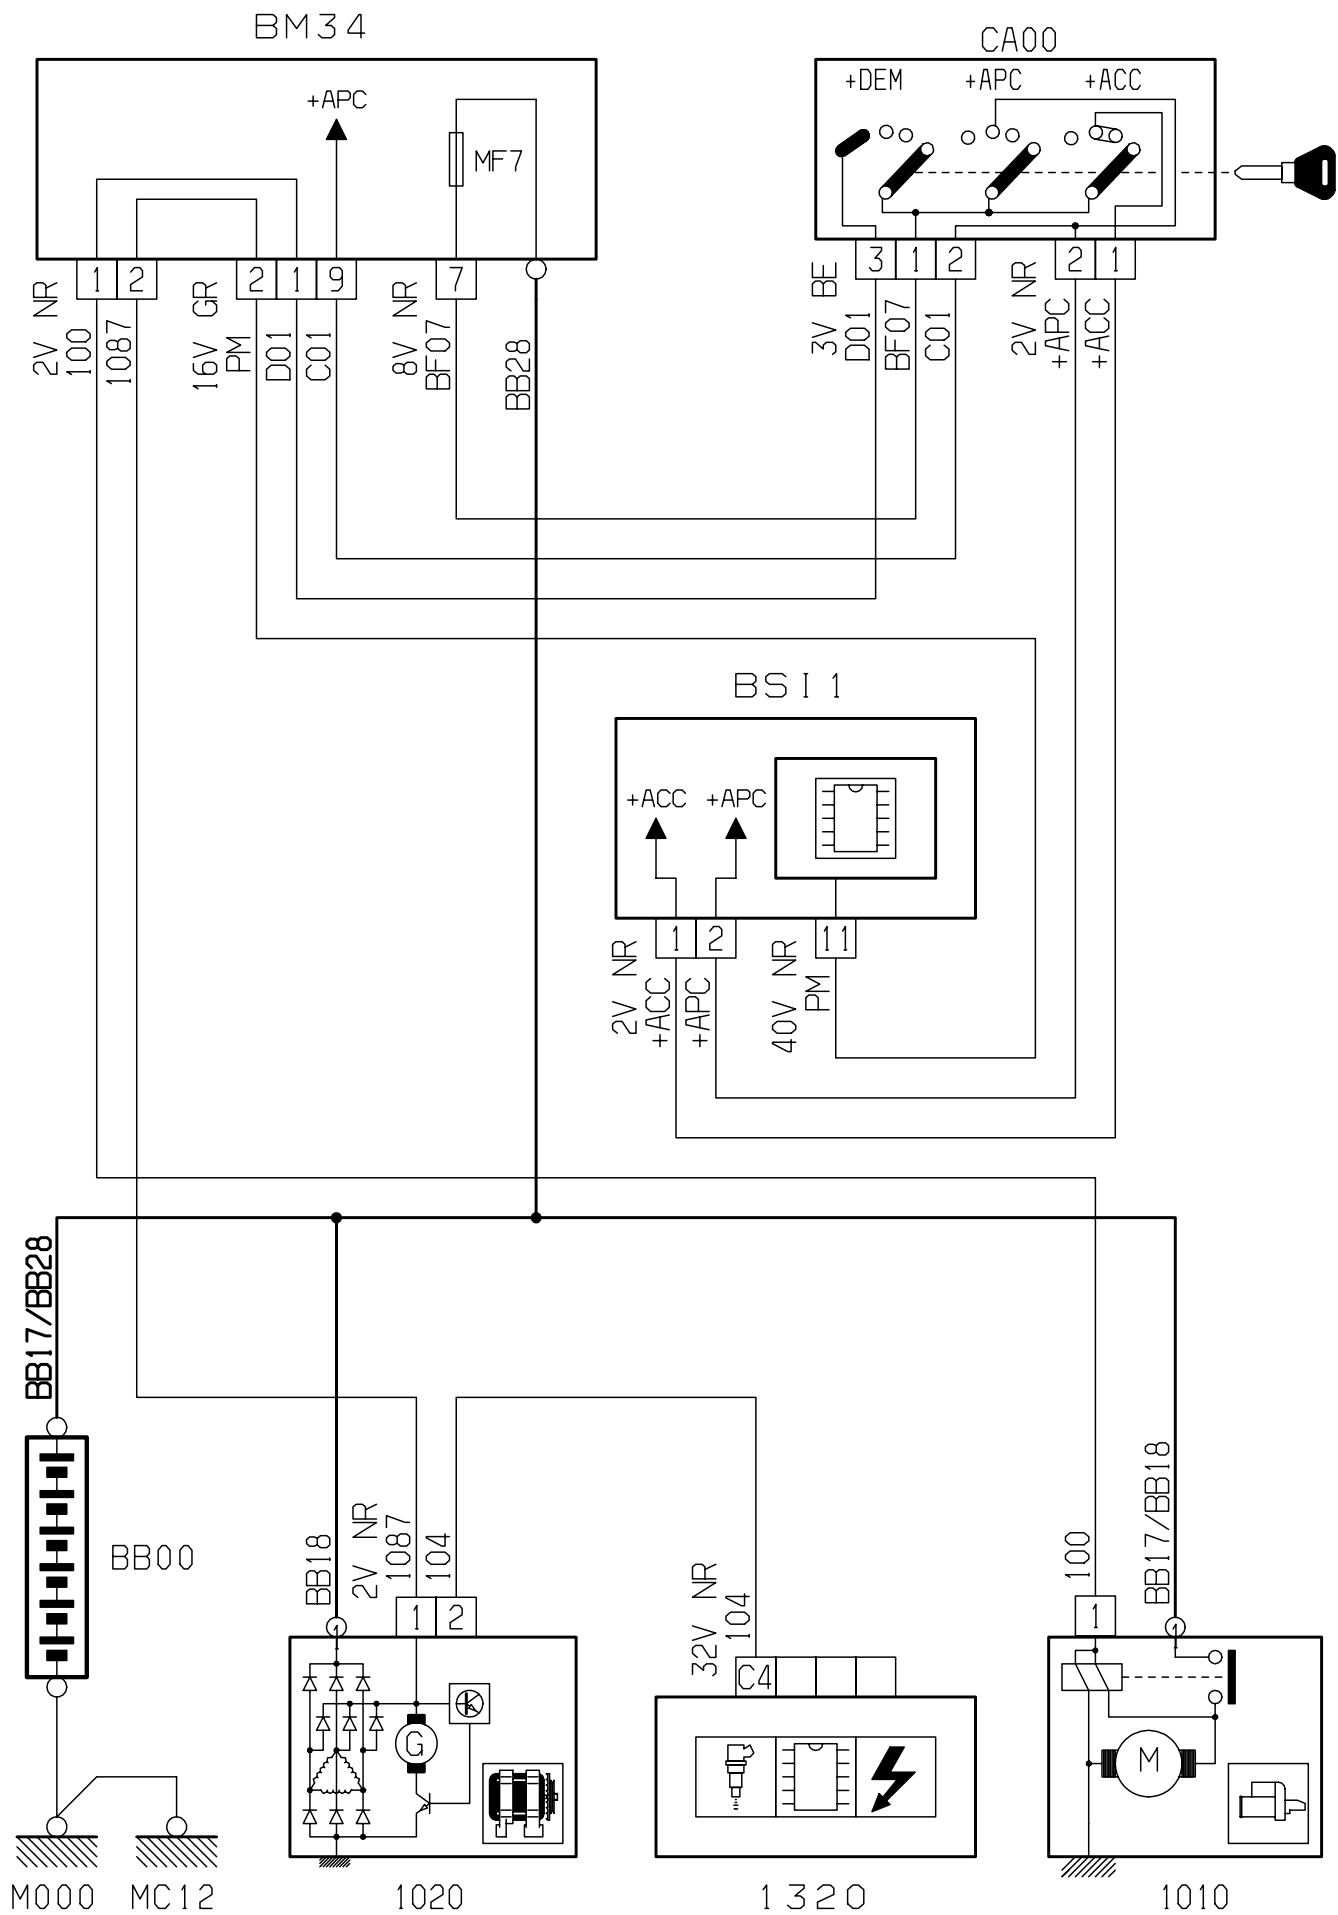 BM34
CA00
+DEM
+APC
+ACC
+APC
MF7
1
2
2
1
9
7
3
1
2
2
1
2V NR
100
1087
16V GR
PM
D01
C01
8V NR
BF07
BB28
3V BE
D01
BF07
C01
2V NR
+APC
+ACC
BSI1
+ACC
+APC
1
2
11
2V NR
+ACC
+APC
40V NR
PM
BB17/BB28
BB00
BB18
2V NR
1087
104
32V NR
104
100
BB17/BB18
1
1
2
C4
1
1
G
M
M000
MC12
1020
1320
1010